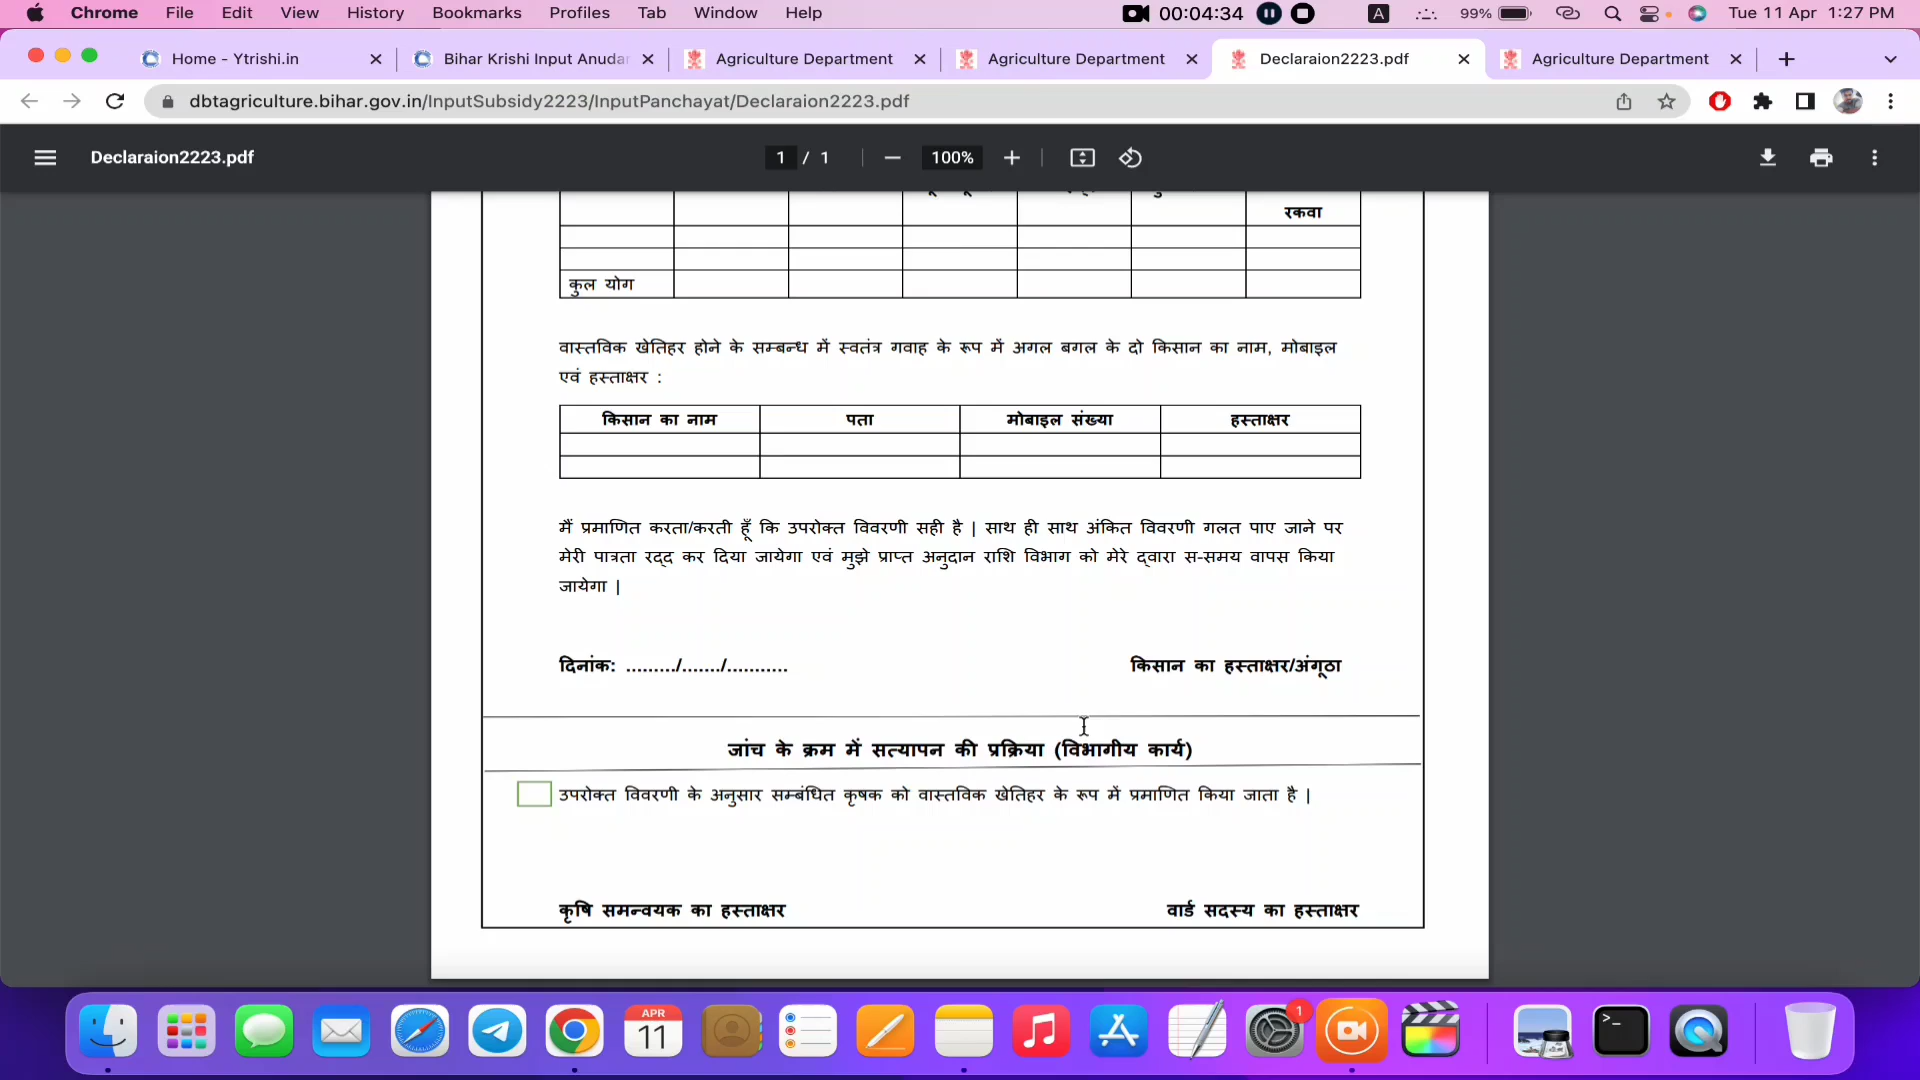 Chrome File Edit View History Bookmarks Profiles Tab Window Help 00:04:34 A 99% Tue 11 Apr 1:27 PM
Home - Ytrishi.in Bihar Krishi Input Anudan Agriculture Department Agriculture Department Declaraion2223.pdf Agriculture Department
dbtagriculture.bihar.gov.in/InputSubsidy2223/InputPanchayat/Declaraion2223.pdf
Declaraion2223.pdf 1 / 1 100%
रकवा
कुल योग
वास्तविक खेतिहर होने के सम्बन्ध में स्वतंत्र गवाह के रूप में अगल बगल के दो किसान का नाम, मोबाइल
एवं हस्ताक्षर :
किसान का नाम पता मोबाइल संख्या हस्ताक्षर
मैं प्रमाणित करता/करती हूँ कि उपरोक्त विवरणी सही है | साथ ही साथ अंकित विवरणी गलत पाए जाने पर
मेरी पात्रता रद्द कर दिया जायेगा एवं मुझे प्राप्त अनुदान राशि विभाग को मेरे द्वारा स-समय वापस किया
जायेगा |
दिनांक: ........./......./........... किसान का हस्ताक्षर/अंगूठा
जांच के क्रम में सत्यापन की प्रक्रिया (विभागीय कार्य)
उपरोक्त विवरणी के अनुसार सम्बंधित कृषक को वास्तविक खेतिहर के रूप में प्रमाणित किया जाता है |
कृषि समन्वयक का हस्ताक्षर वार्ड सदस्य का हस्ताक्षर
APR
11
1